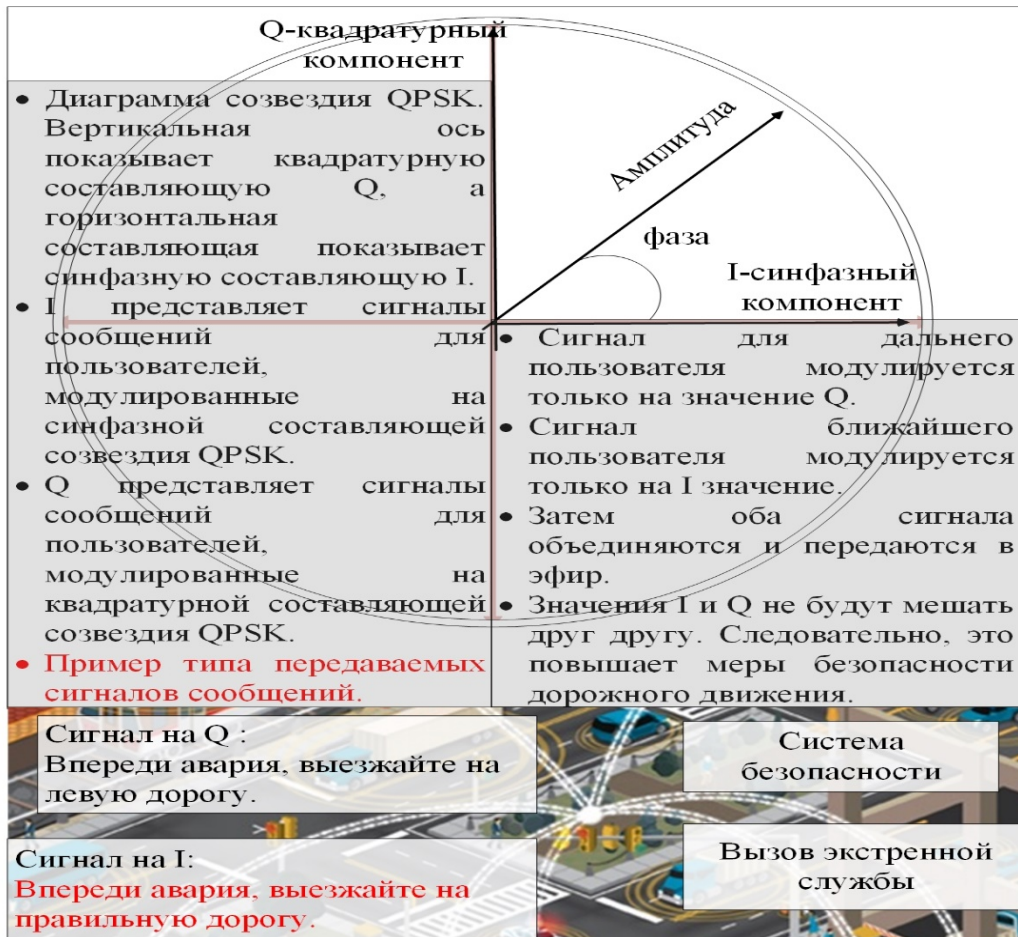 Q-квадратурный
компонент
Амплитуда
фаза
I-синфазный
компонент
• Диаграмма созвездия QPSK.
Вертикальная ось
показывает квадратурную
составляющую Q, а
горизонтальная
составляющая показывает
синфазную составляющую I.
• I представляет сигналы
сообщений для
пользователей,
модулированные на
синфазной составляющей
созвездия QPSK.
• Q представляет сигналы
сообщений для
пользователей,
модулированные на
квадратурной составляющей
созвездия QPSK.
• Пример типа передаваемых
сигналов сообщений.
• Сигнал для дальнего
пользователя модулируется
только на значение Q.
• Сигнал ближайшего
пользователя модулируется
только на I значение.
• Затем оба сигнала
объединяются и передаются в
эфир.
• Значения I и Q не будут мешать
друг другу. Следовательно, это
повышает меры безопасности
дорожного движения.
Сигнал на Q :
Впереди авария, выезжайте на
левую дорогу.
Система
безопасности
Сигнал на I:
Впереди авария, выезжайте на
правильную дорогу.
Вызов экстренной
службы